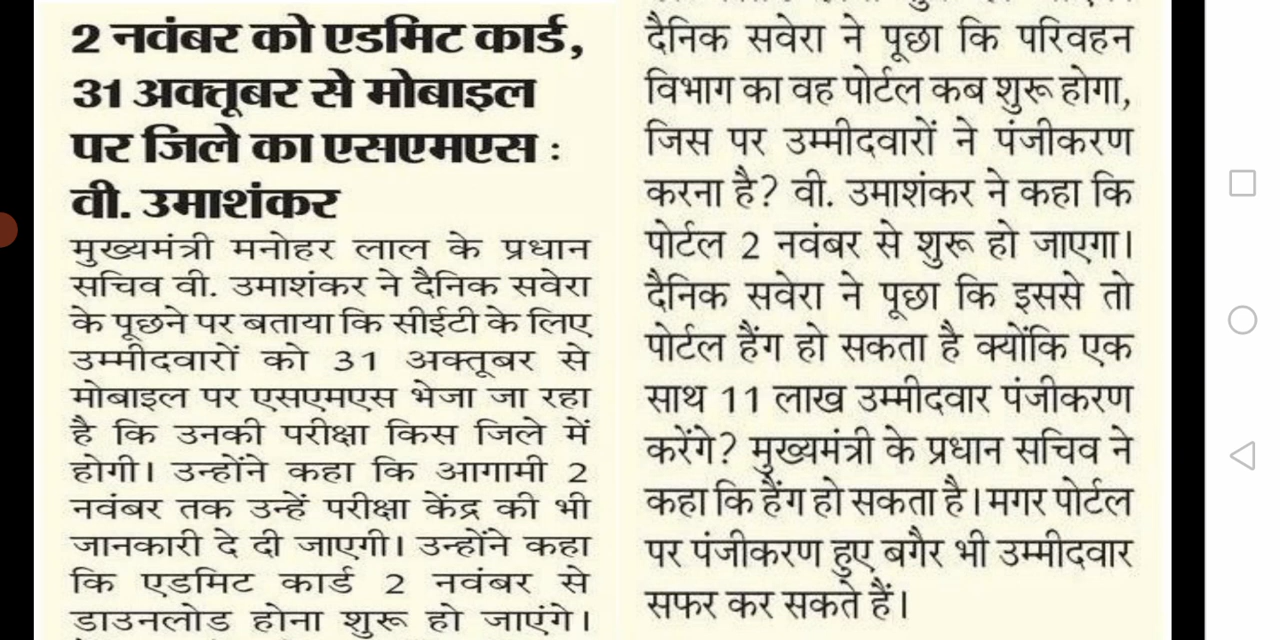 2 नवंबर को एडमिट कार्ड,
31 अक्तूबर से मोबाइल
पर जिले का एसएमएस :
वी. उमाशंकर
मुख्यमंत्री मनोहर लाल के प्रधान
सचिव वी. उमाशंकर ने दैनिक सवेरा
के पूछने पर बताया कि सीईटी के लिए
उम्मीदवारों को 31 अक्तूबर से
मोबाइल पर एसएमएस भेजा जा रहा
है कि उनकी परीक्षा किस जिले में
होगी। उन्होंने कहा कि आगामी 2
नवंबर तक उन्हें परीक्षा केंद्र की भी
जानकारी दे दी जाएगी। उन्होंने कहा
कि एडमिट कार्ड 2 नवंबर से
डाउनलोड होना शुरू हो जाएंगे।
दैनिक सवेरा ने पूछा कि परिवहन
विभाग का वह पोर्टल कब शुरू होगा,
जिस पर उम्मीदवारों ने पंजीकरण
करना है? वी. उमाशंकर ने कहा कि
पोर्टल 2 नवंबर से शुरू हो जाएगा।
दैनिक सवेरा ने पूछा कि इससे तो
पोर्टल हैंग हो सकता है क्योंकि एक
साथ 11 लाख उम्मीदवार पंजीकरण
करेंगे? मुख्यमंत्री के प्रधान सचिव ने
कहा कि हैंग हो सकता है। मगर पोर्टल
पर पंजीकरण हुए बगैर भी उम्मीदवार
सफर कर सकते हैं।